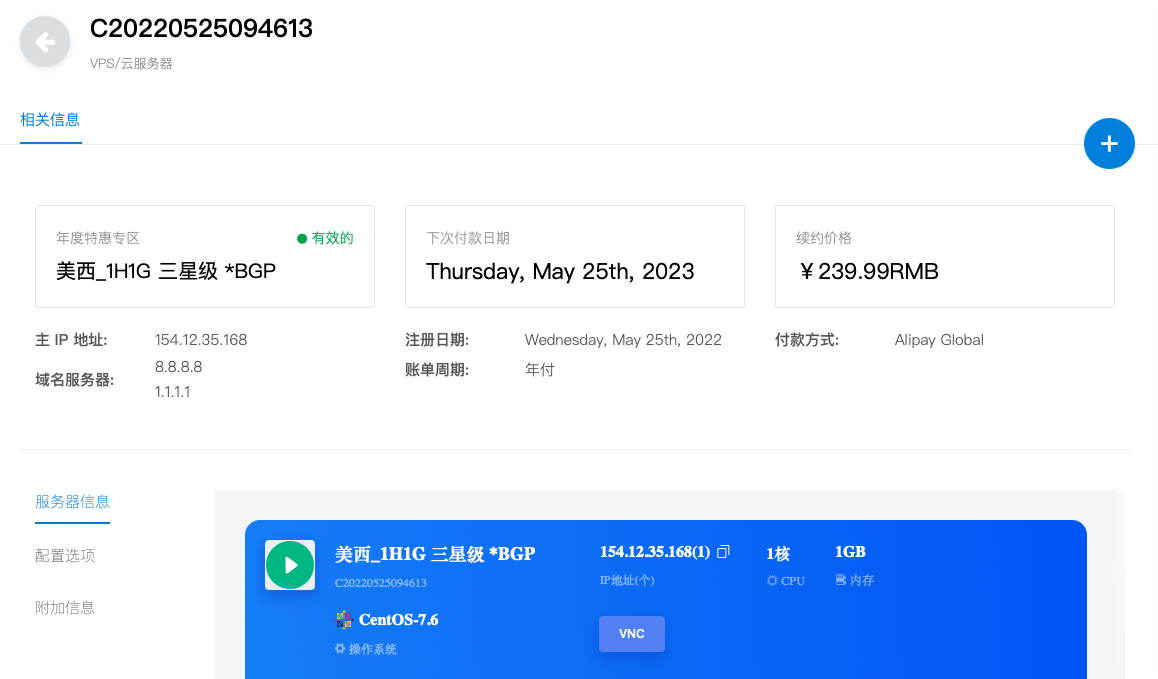 C20220525094613
VPS/云服务器
相关信息
年度特惠专区 有效的
美西_1H1G 三星级 *BGP
下次付款日期
Thursday, May 25th, 2023
续约价格
￥239.99RMB
主 IP 地址: 154.12.35.168
域名服务器: 8.8.8.8
1.1.1.1
注册日期: Wednesday, May 25th, 2022
账单周期: 年付
付款方式: Alipay Global
服务器信息
配置选项
附加信息
美西_1H1G 三星级 *BGP
C20220525094613
CentOS-7.6
操作系统
154.12.35.168(1)
IP地址(个)
VNC
1核
CPU
1GB
内存